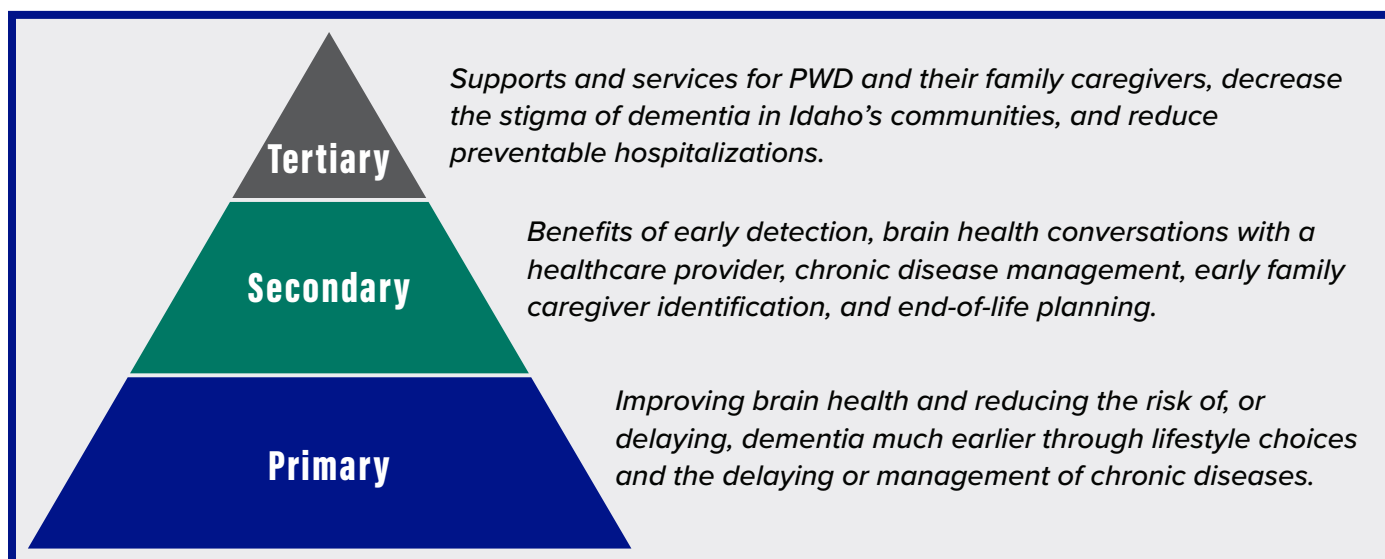 Supports and services for PWD and their family caregivers, decrease
the stigma of dementia in Idaho’s communities, and reduce
preventable hospitalizations.
Tertiary
Benefits of early detection, brain health conversations with a
healthcare provider, chronic disease management, early family
caregiver identification, and end-of-life planning.
Secondary
Improving brain health and reducing the risk of, or
delaying, dementia much earlier through lifestyle choices
and the delaying or management of chronic diseases.
Primary